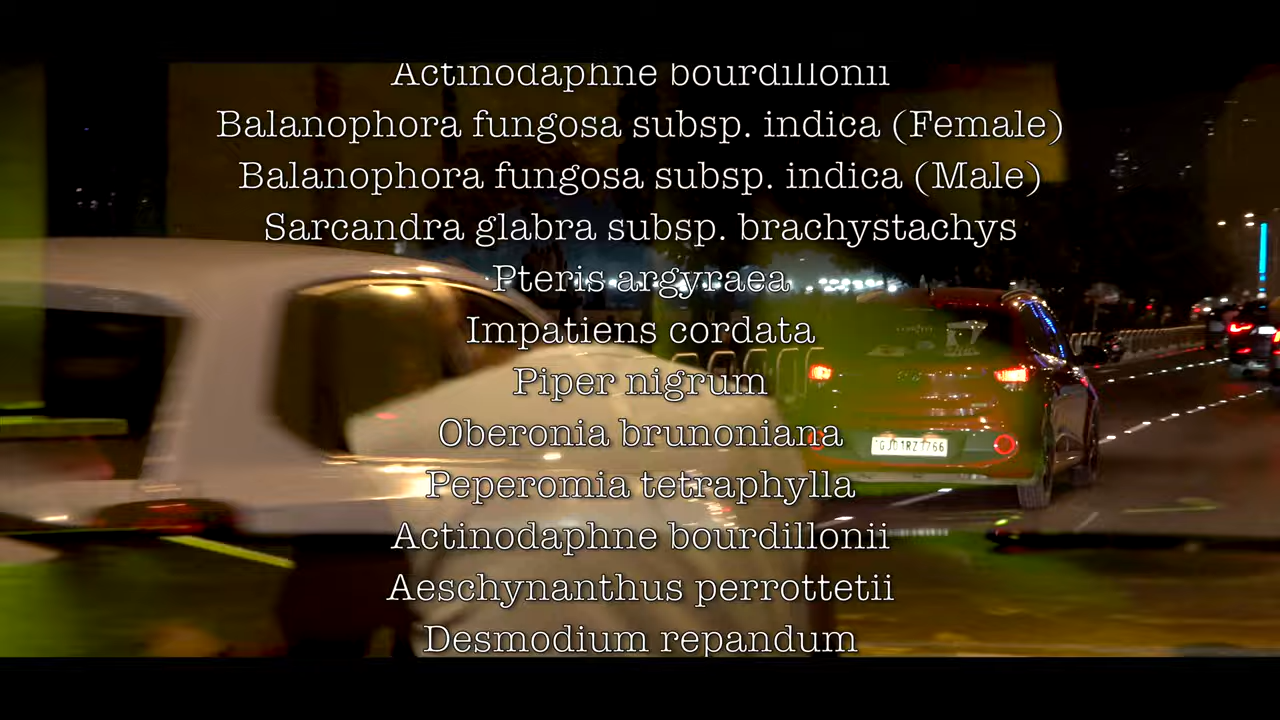 Actinodaphne bourdillonii
Balanophora fungosa subsp. indica (Female)
Balanophora fungosa subsp. indica (Male)
Sarcandra glabra subsp. brachystachys
Pteris argyraea
Impatiens cordata
Piper nigrum
Oberonia brunoniana
Peperomia tetraphylla
Actinodaphne bourdillonii
Aeschynanthus perrottetii
Desmodium repandum
GJ01RZ1766